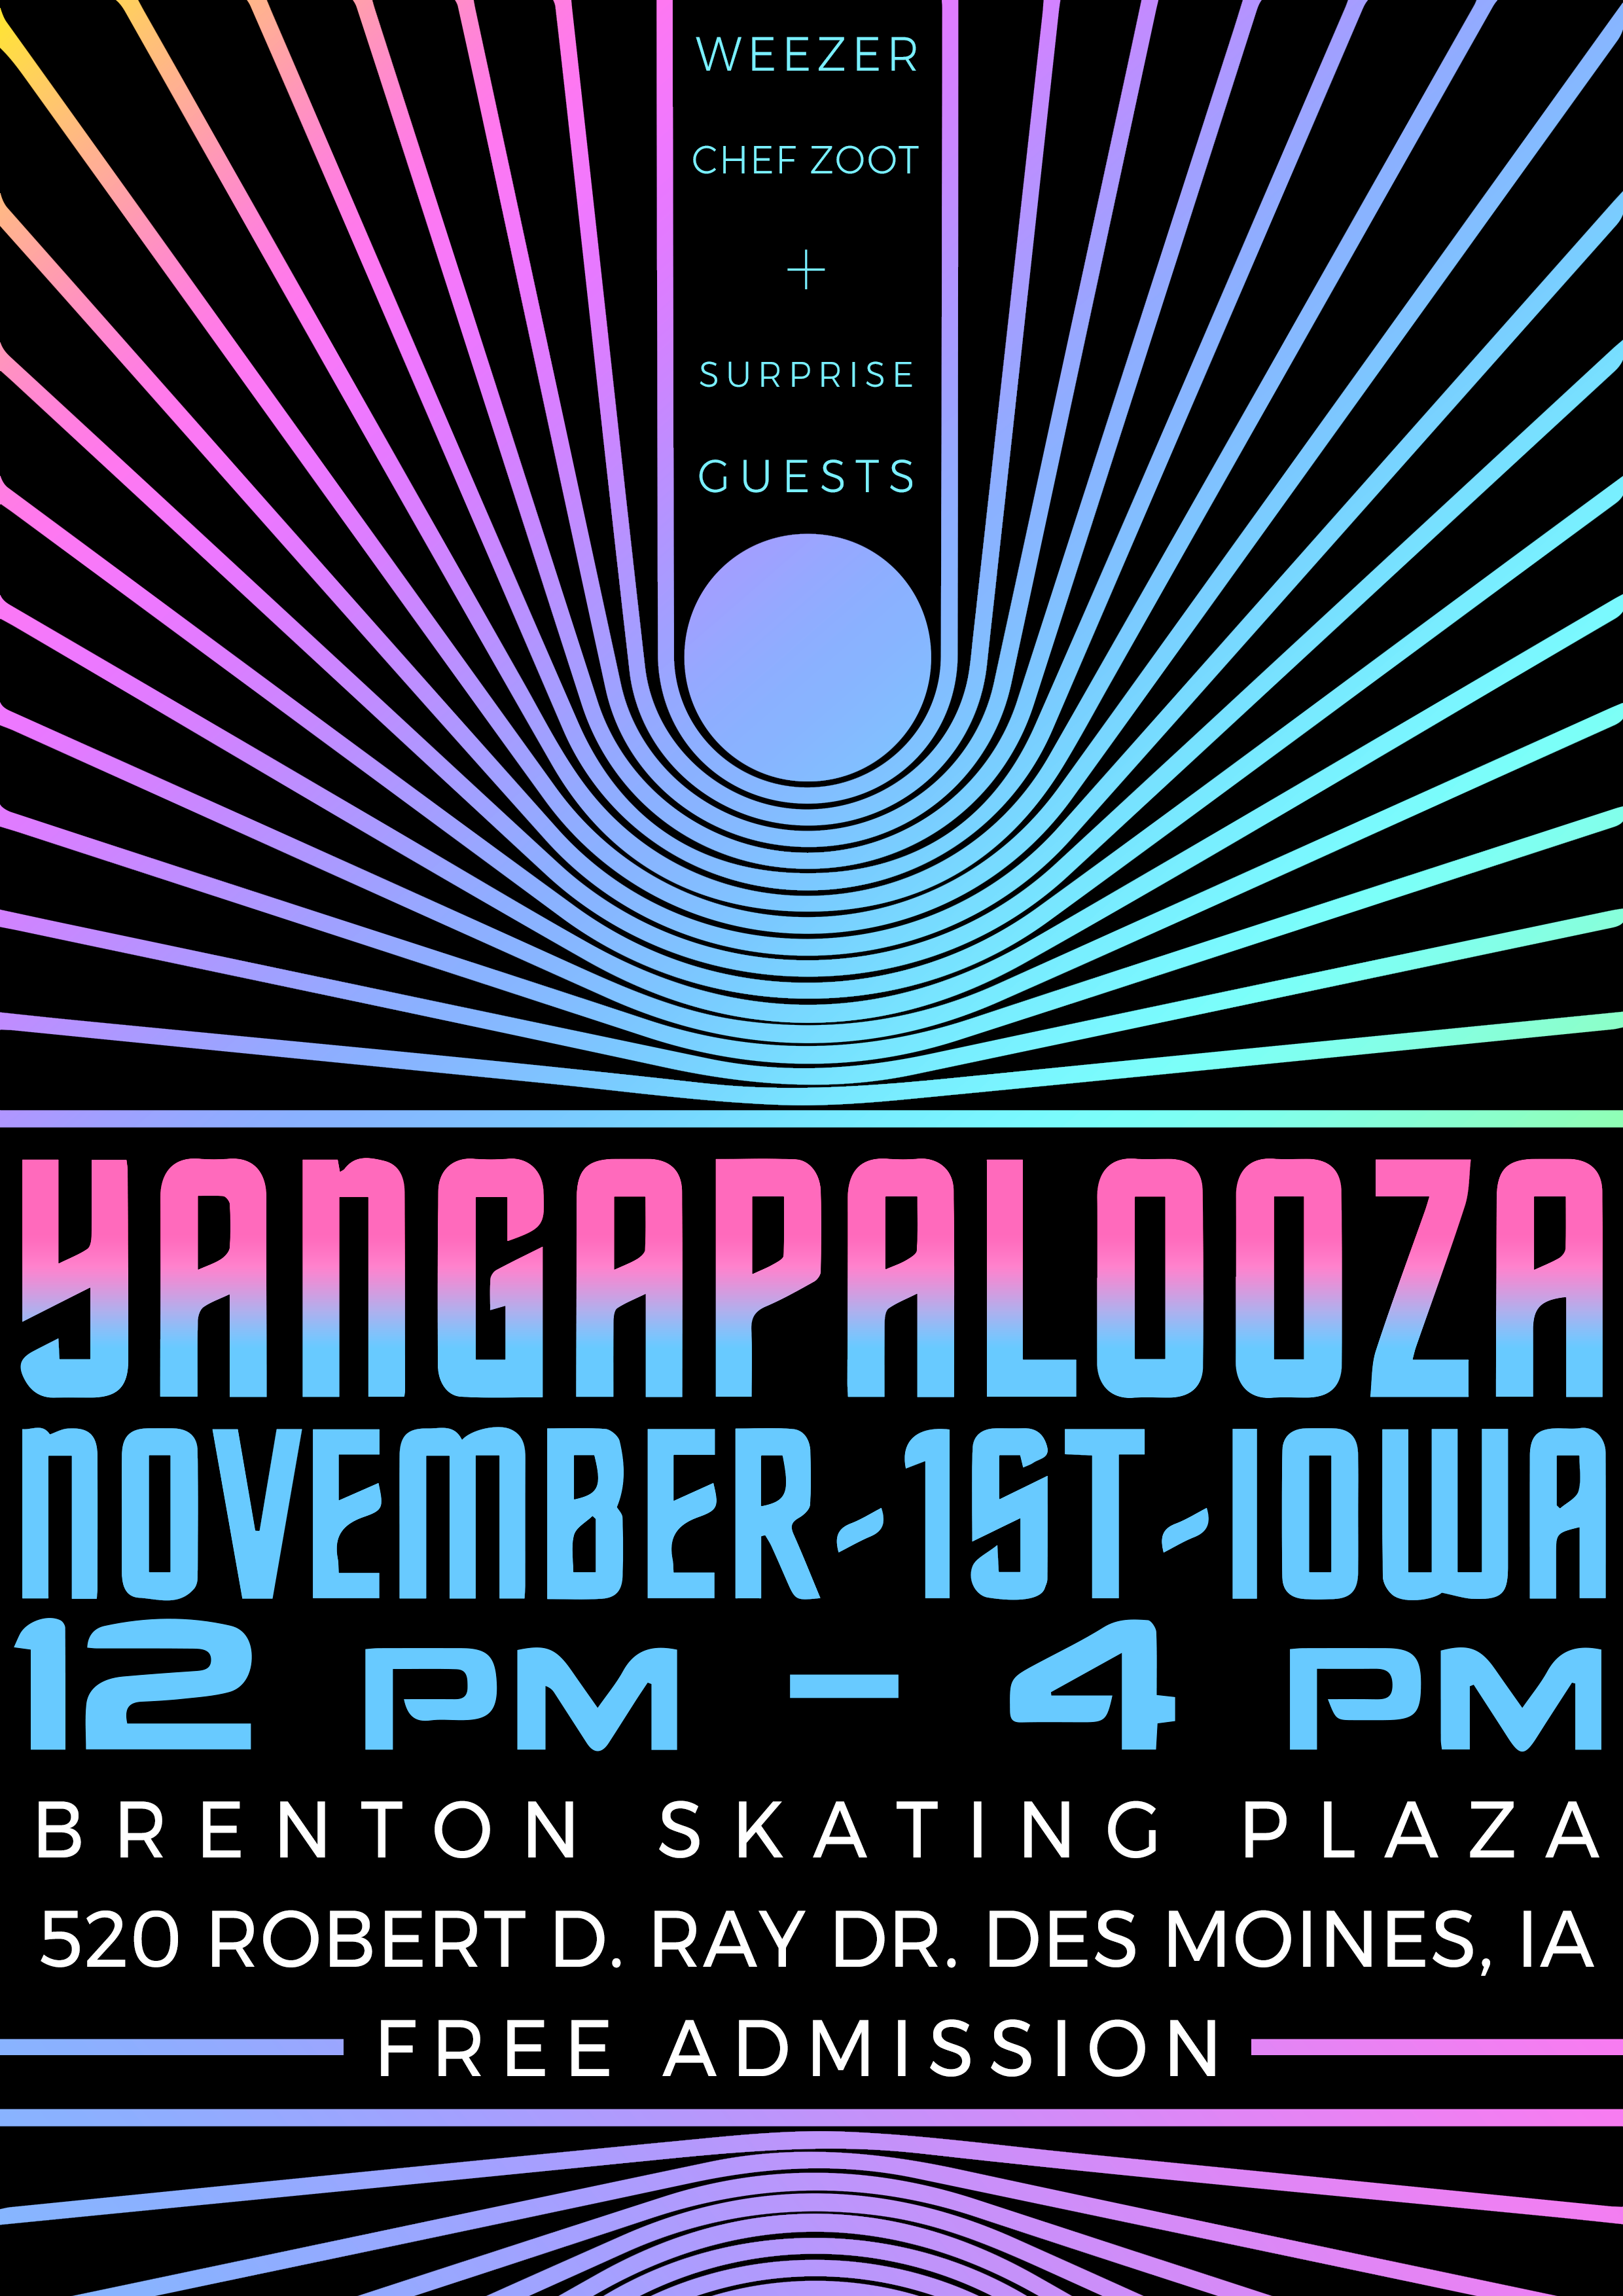 WEEZER
CHEF ZOOT
+
SURPRISE
GUESTS
YANGAPALOOZA
NOVEMBER-1ST-IOWA
12 PM – 4 PM
BRENTON SKATING PLAZA
520 ROBERT D. RAY DR. DES MOINES, IA
FREE ADMISSION